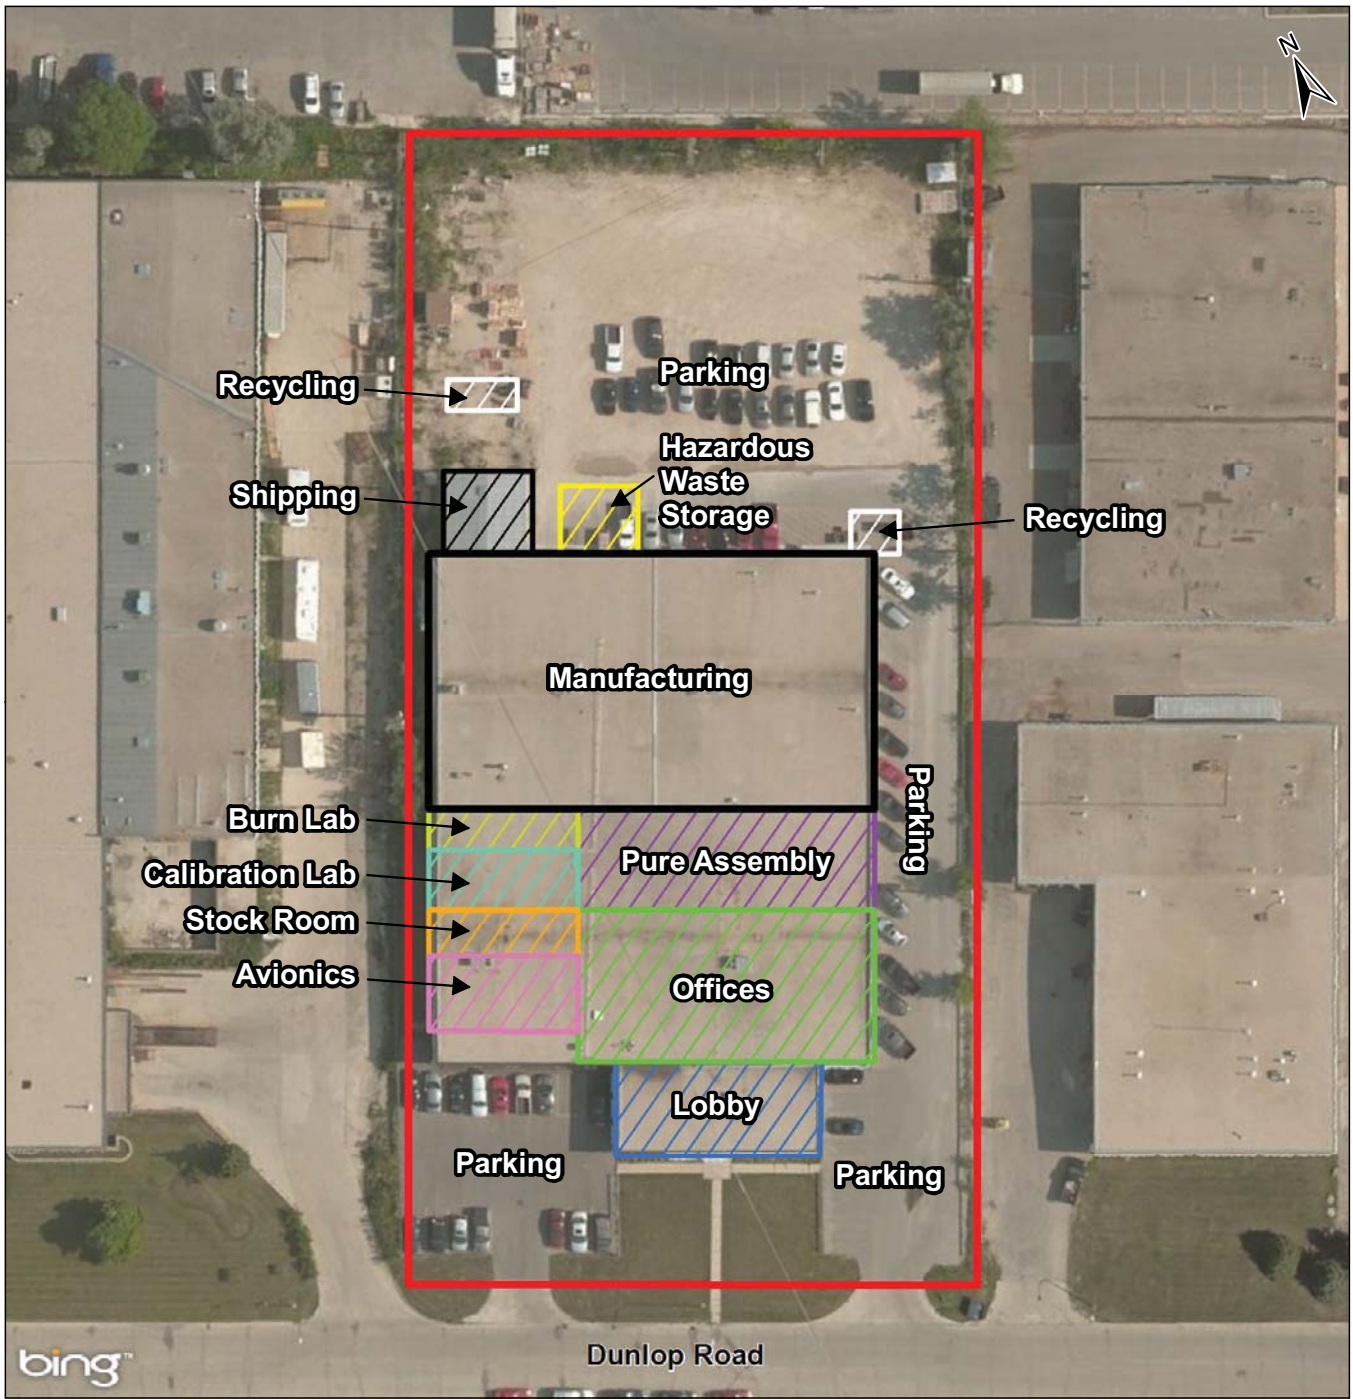 N
Parking
Recycling
Hazardous
Waste
Storage
Shipping
Recycling
Manufacturing
Parking
Burn Lab
Pure Assembly
Calibration Lab
Stock Room
Avionics
Offices
Lobby
Parking
Parking
Dunlop Road
bing™